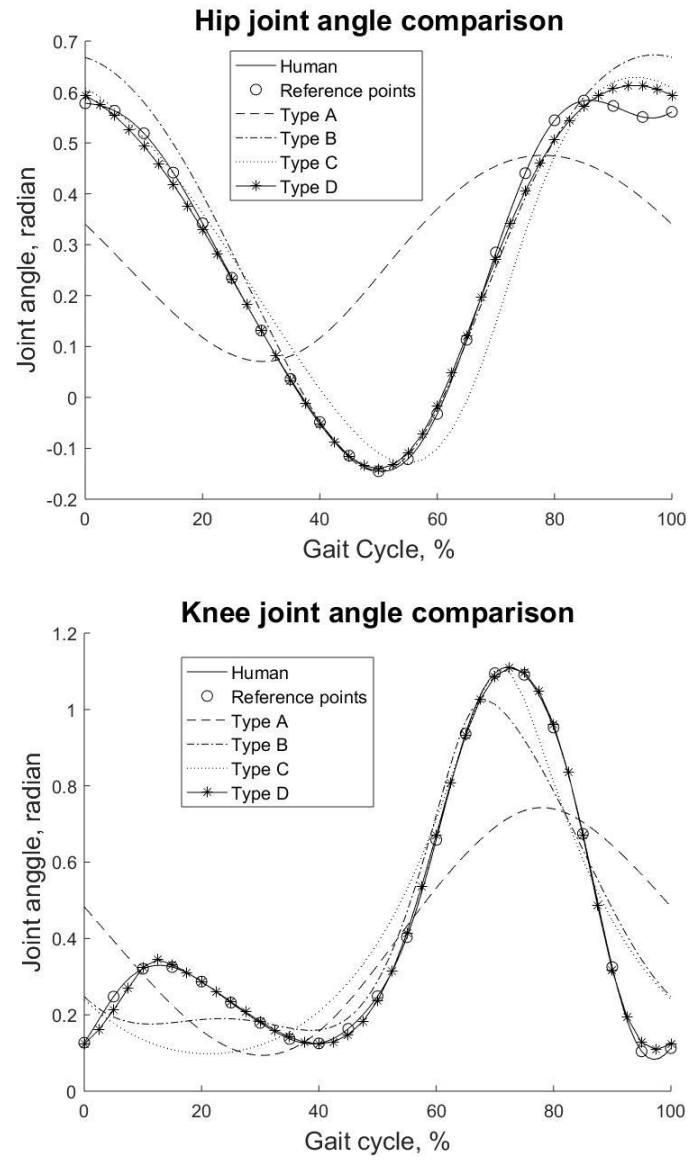 Hip joint angle comparison
0.7
0.6
0.5
0.4
0.3
0.2
0.1
0
-0.1
-0.2
Joint angle, radian
Human
Reference points
Type A
Type B
Type C
Type D
0 20 40 60 80 100
Gait Cycle, %
Knee joint angle comparison
1.2
1
0.8
0.6
0.4
0.2
0
Joint anggle, radian
Human
Reference points
Type A
Type B
Type C
Type D
0 20 40 60 80 100
Gait cycle, %